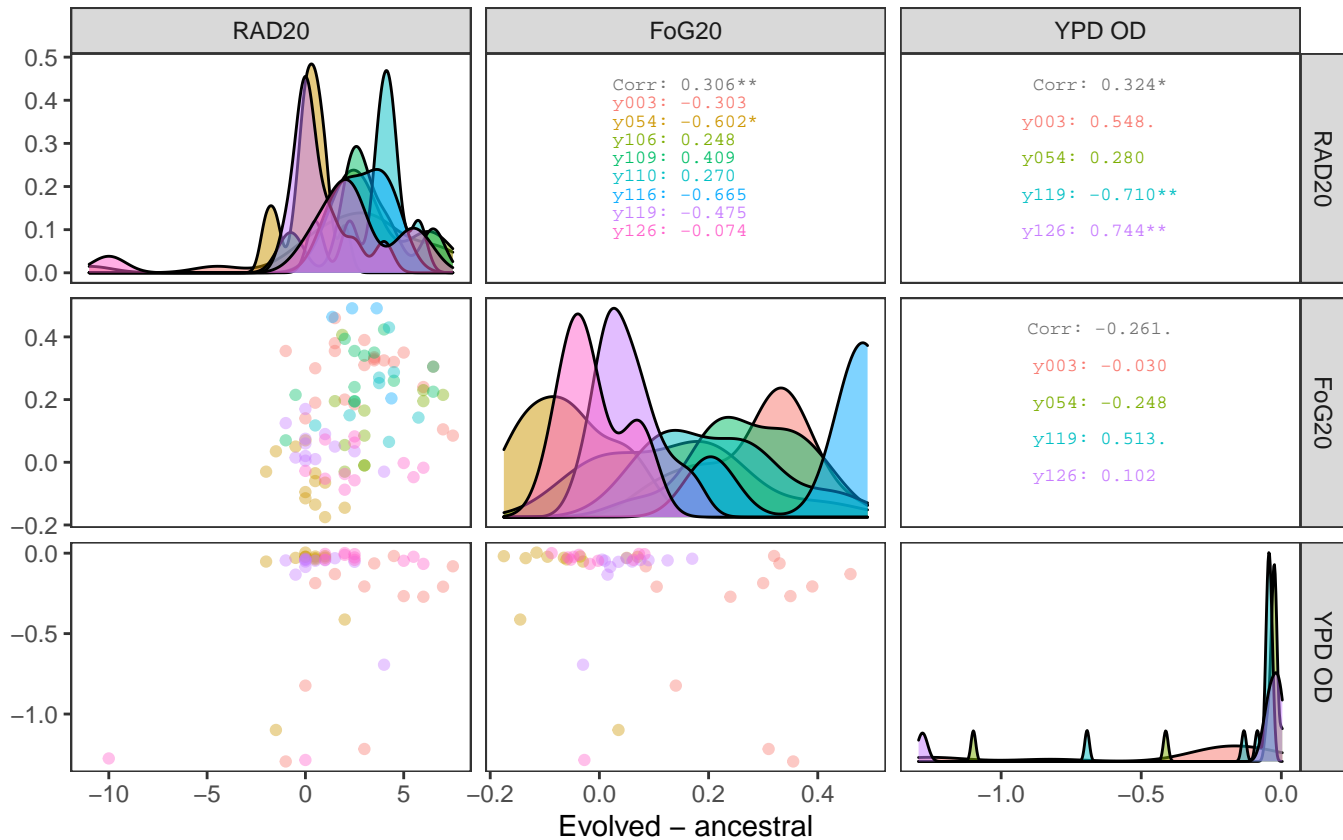 RAD20
FoG20
YPD OD
0.5
0.4
0.3
0.2
0.1
0.0
Corr: 0.306**
y003: −0.303
y054: −0.602*
y106: 0.248
y109: 0.409
y110: 0.270
y116: −0.665
y119: −0.475
y126: −0.074
Corr: 0.324*
y003: 0.548.
y054: 0.280
y119: −0.710**
y126: 0.744**
RAD20
0.4
0.2
0.0
−0.2
Corr: −0.261.
y003: −0.030
y054: −0.248
y119: 0.513.
y126: 0.102
FoG20
0.0
−0.5
−1.0
YPD OD
−10
−5
0
5
−0.2
0.0
0.2
0.4
−1.0
−0.5
0.0
Evolved − ancestral